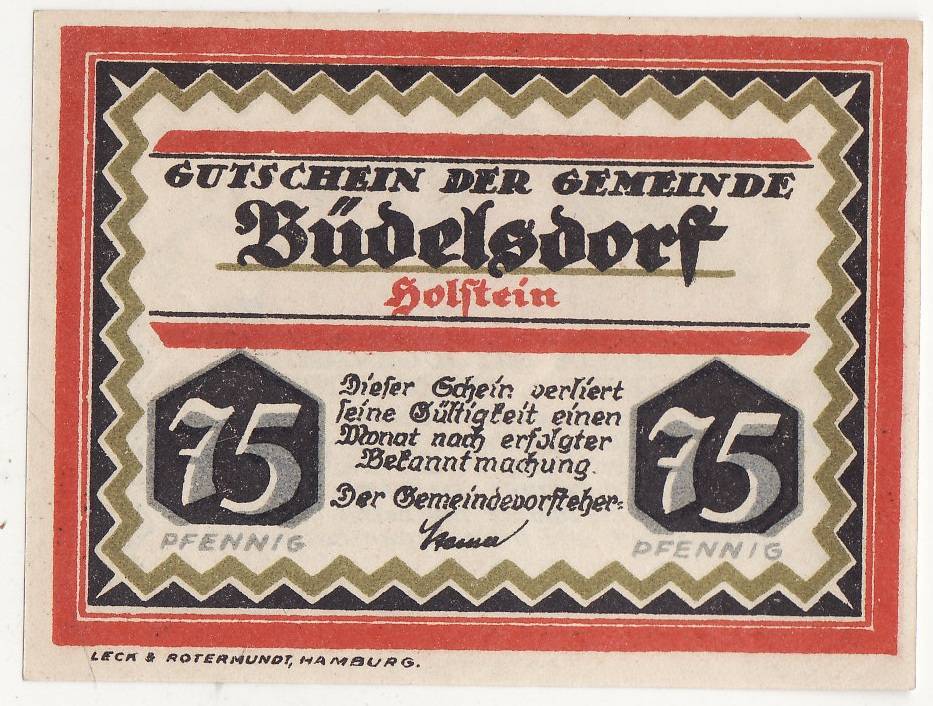 GUTSCHEIN DER GEMEINDE
Büdelsdorf
Holstein
Dieser Schein verliert
seine Gültigkeit einen
Monat nach erfolgter
Bekanntmachung.
Der Gemeindevorsteher:
75
PFENNIG
75
PFENNIG
LECK & ROTERMUNDT, HAMBURG.